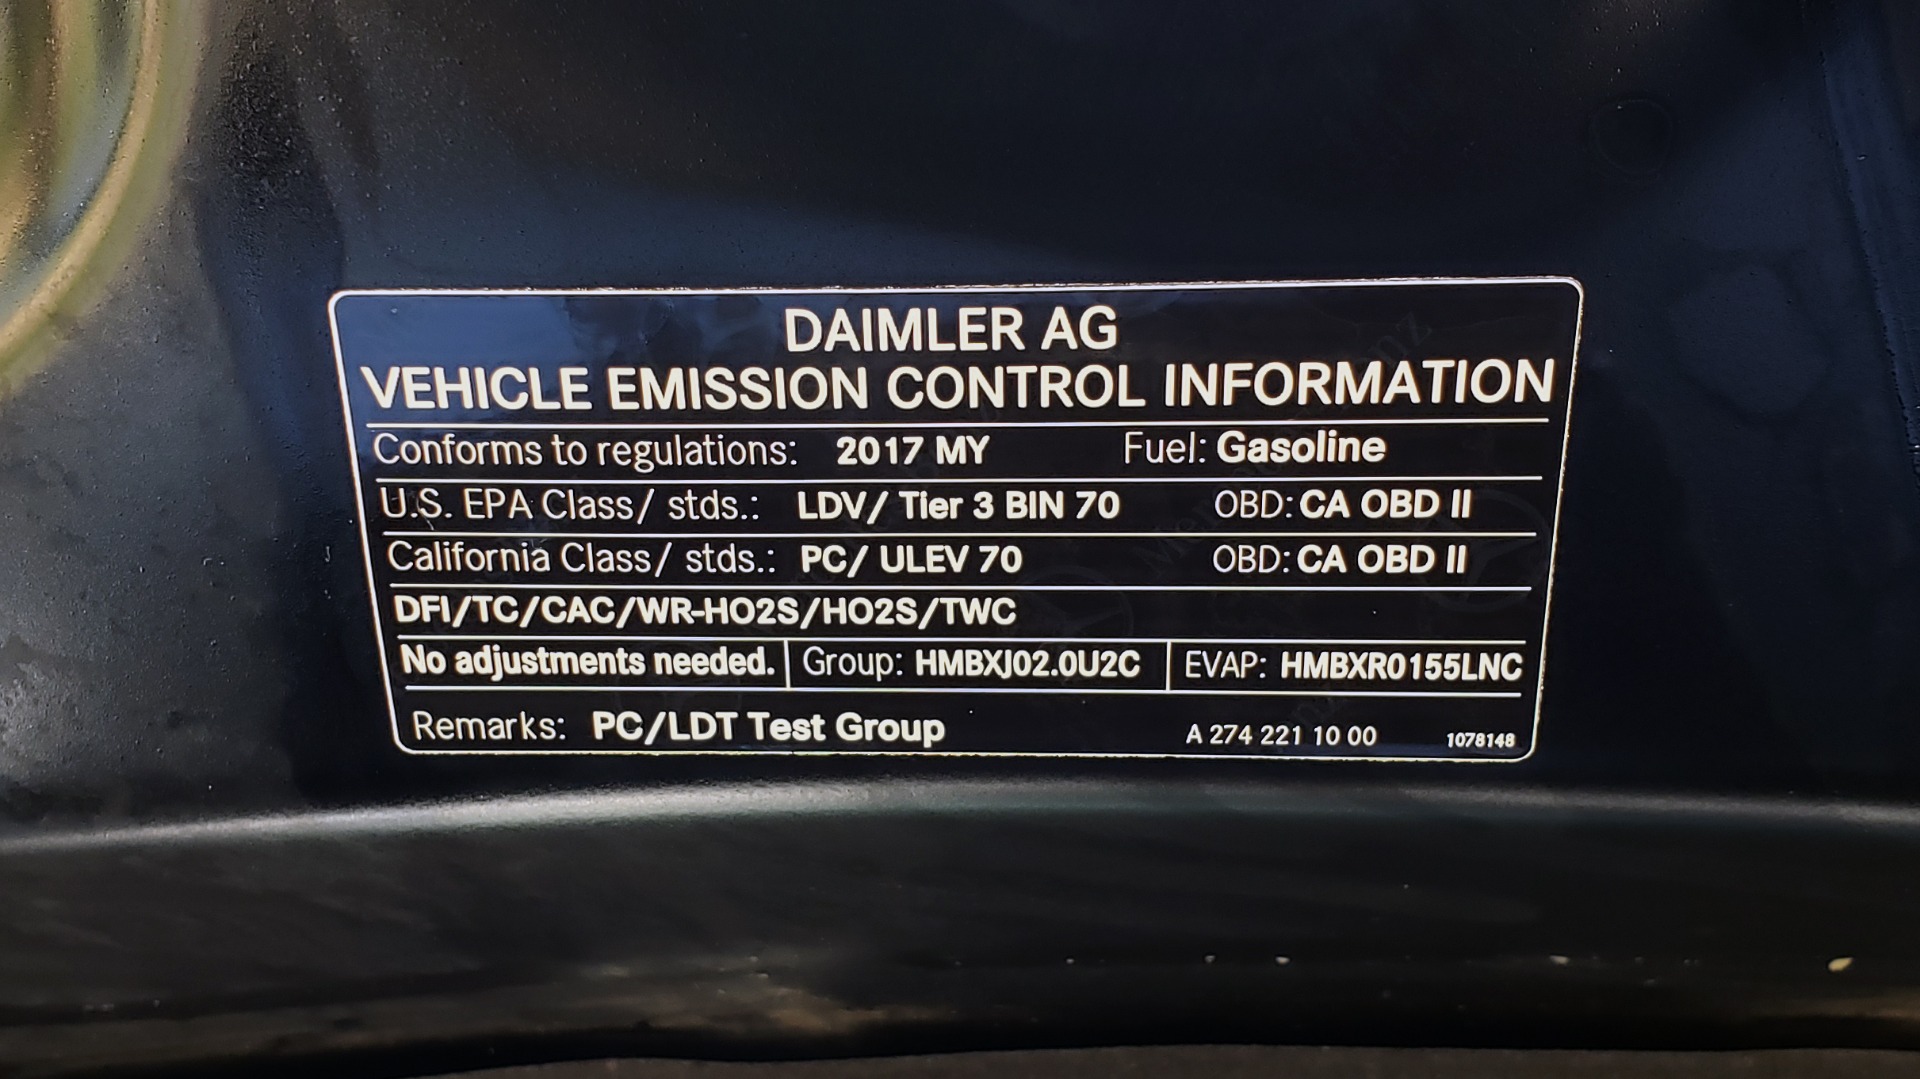 DAIMLER AG
VEHICLE EMISSION CONTROL INFORMATION
Conforms to regulations: 2017 MY Fuel: Gasoline
U.S. EPA Class/ stds.: LDV/ Tier 3 BIN 70 OBD: CA OBD II
California Class/ stds.: PC/ ULEV 70 OBD: CA OBD II
DFI/TC/CAC/WR-HO2S/HO2S/TWC
No adjustments needed. Group: HMBXJ02.0U2C EVAP: HMBXR0155LNC
Remarks: PC/LDT Test Group A 274 221 10 00 1078148